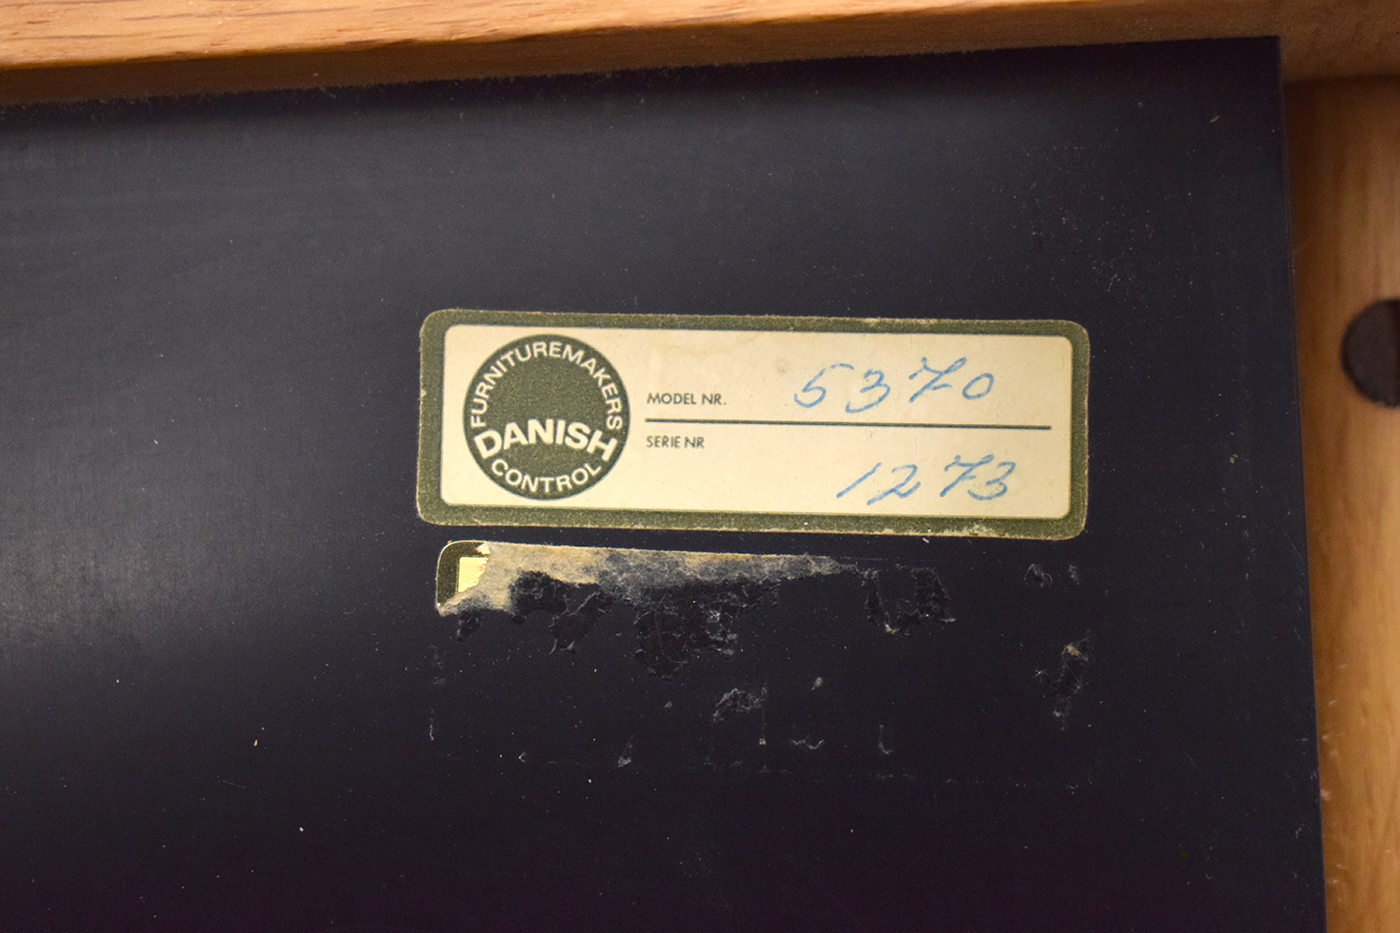 FURNITUREMAKERS
DANISH
CONTROL
MODEL NR. 5370
SERIE NR 1273